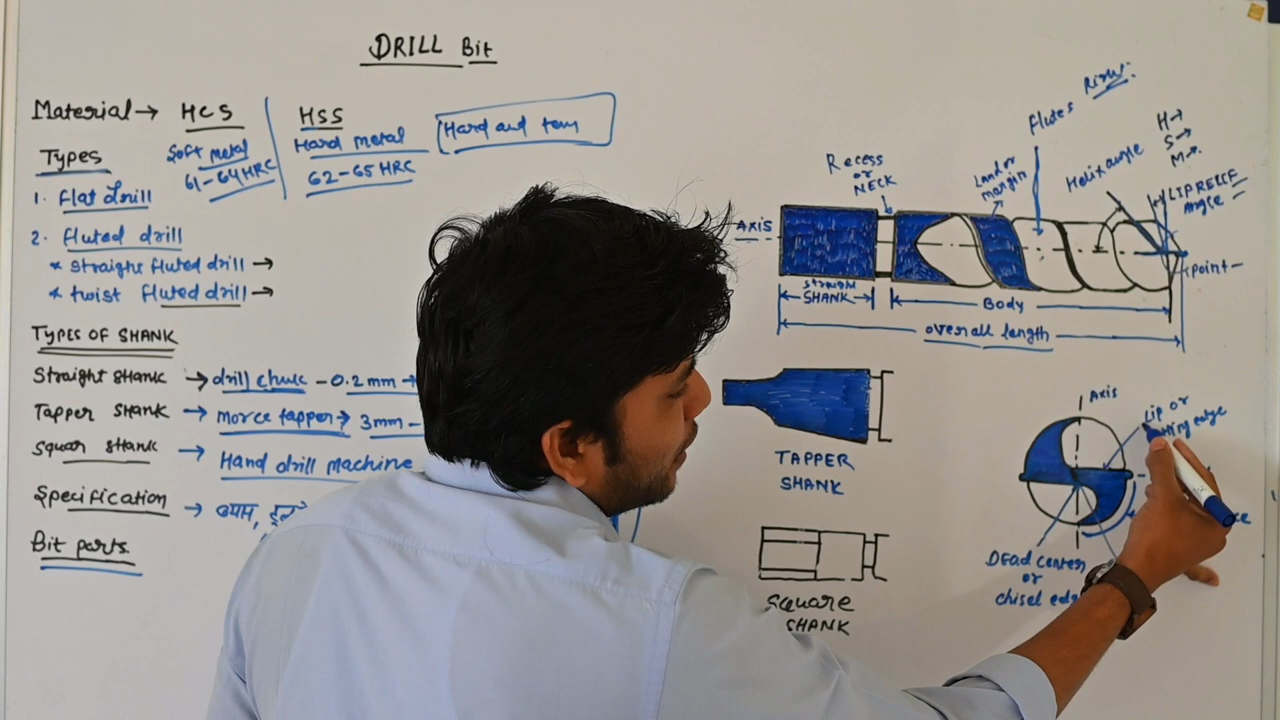 DRILL Bit
Material → HCS
Soft metal
61-64HRC
HSS
Hard metal
62-65HRC
Hard and
Types
1. Flat Drill
2. fluted drill
* straight fluted drill →
* twist fluted drill →
TYPES OF SHANK
Straight SHANK → drill chuk - 0.2mm →
Tapper SHANK → morce tapper → 3mm -
Squar shank → Hand drill machine
Specification → व्यास,
Bit parts
AXIS
Recess
or
NECK
Land or
margin
flutes
Helix angle
H→
S→
M→
LIP RELIEF
Angle
point
straight
SHANK
Body
overall length
TAPPER
SHANK
Square
SHANK
Axis
Lip or
edge
DEad center
or
chisel